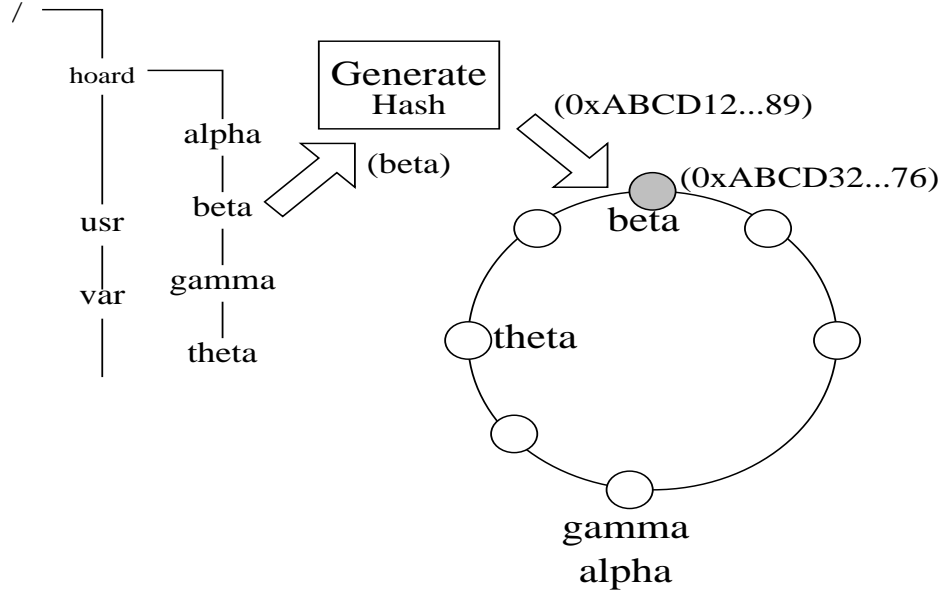 /
hoard
alpha
beta
usr
gamma
var
theta
Generate
Hash
(beta)
(0xABCD12...89)
(0xABCD32...76)
beta
theta
gamma
alpha